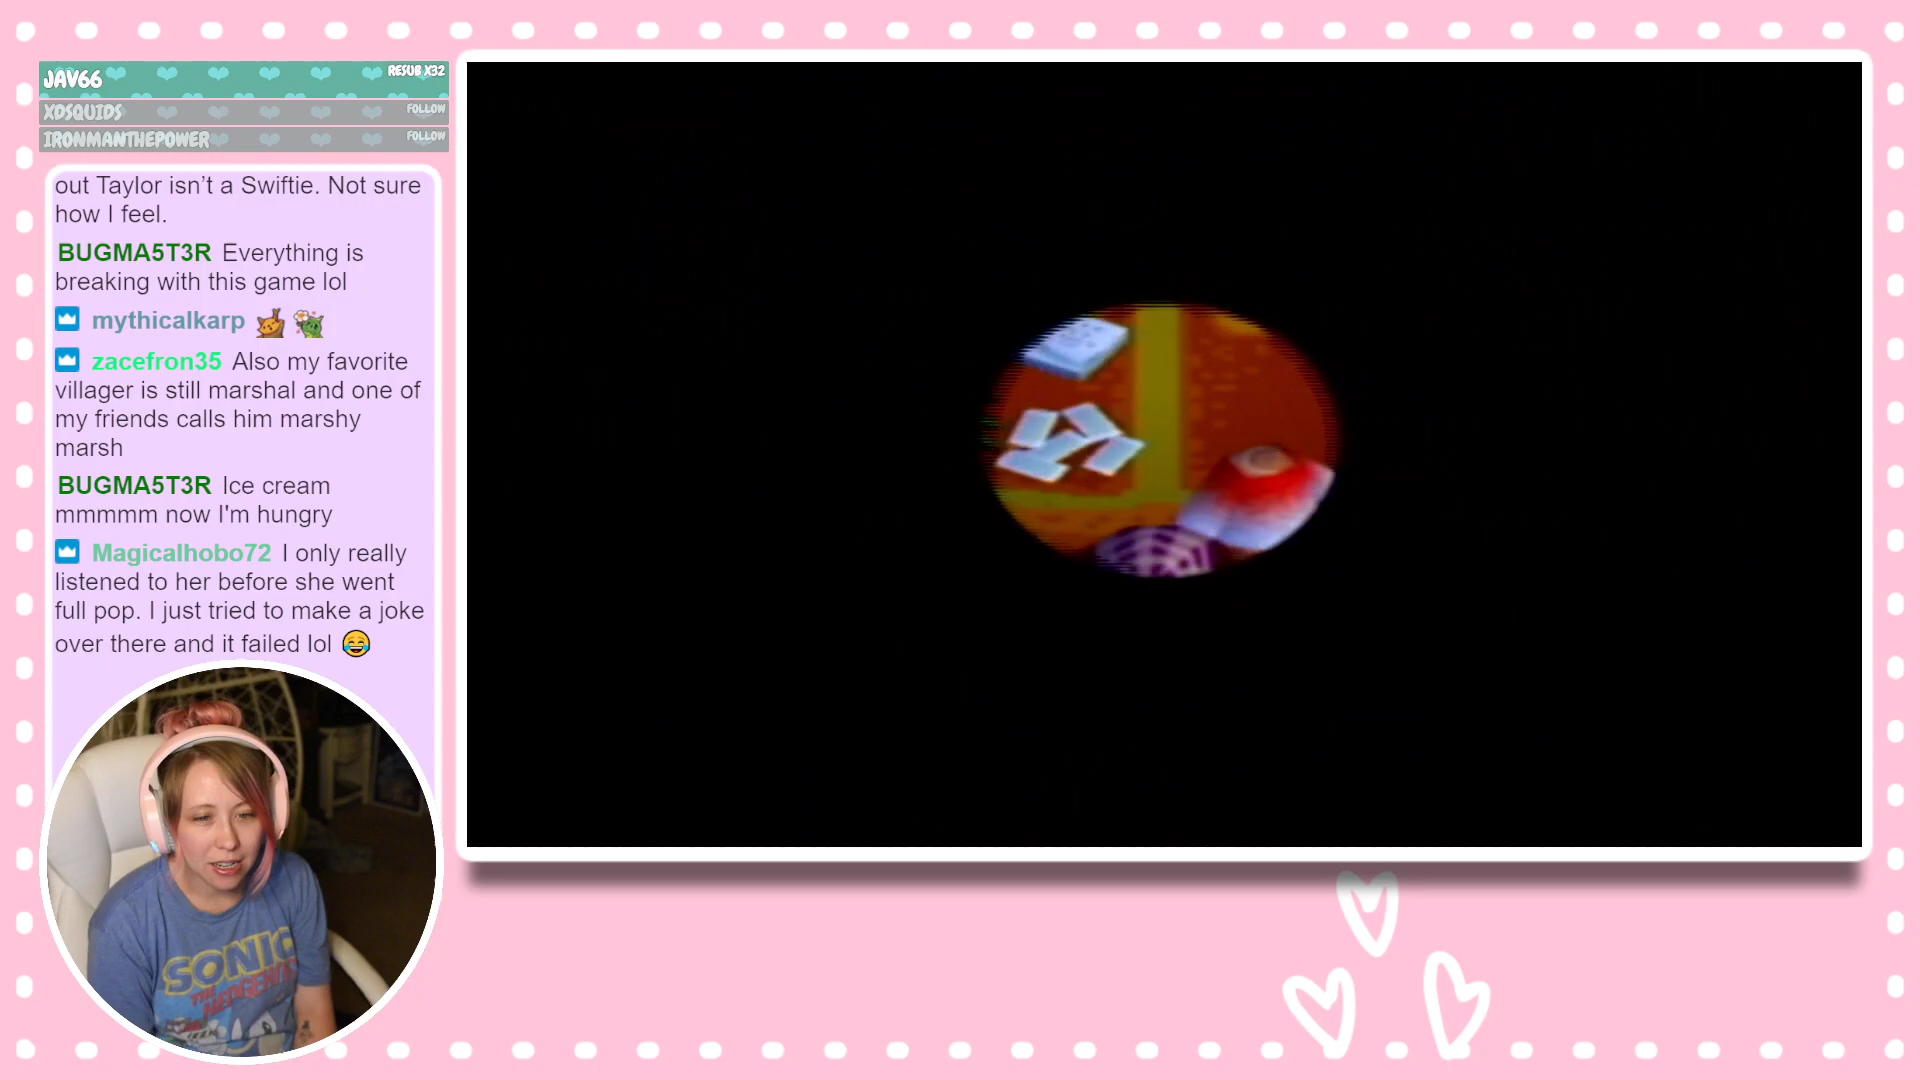 JAV66 RESUB X32
XDSQUIDS FOLLOW
IRONMANTHEPOWER FOLLOW
out Taylor isn’t a Swiftie. Not sure
how I feel.
BUGMA5T3R Everything is
breaking with this game lol
mythicalkarp
zacefron35 Also my favorite
villager is still marshal and one of
my friends calls him marshy
marsh
BUGMA5T3R Ice cream
mmmmm now I'm hungry
Magicalhobo72 I only really
listened to her before she went
full pop. I just tried to make a joke
over there and it failed lol 😂
SONIC
THE
HEDGEHOG